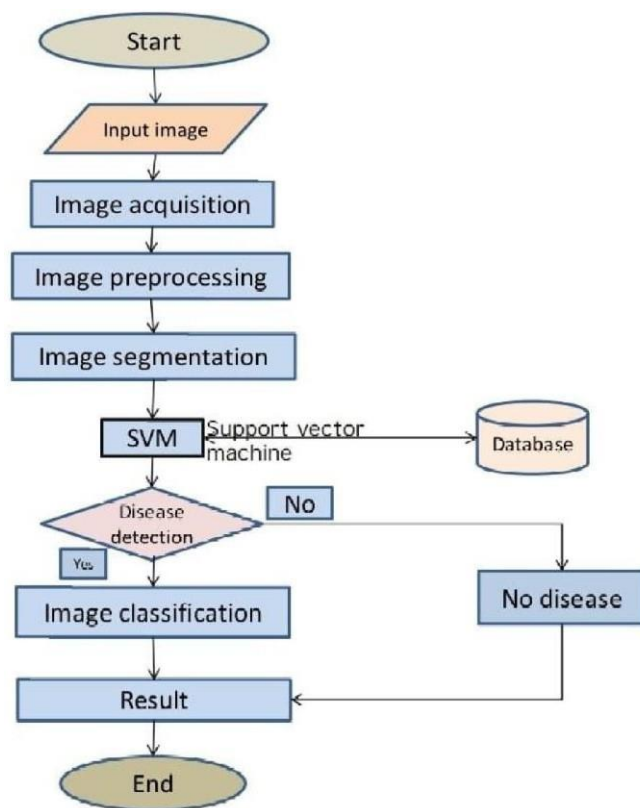 Start
Input image
Image acquisition
Image preprocessing
Image segmentation
SVM
Support vector
machine
Database
Disease
detection
No
Yes
Image classification
No disease
Result
End